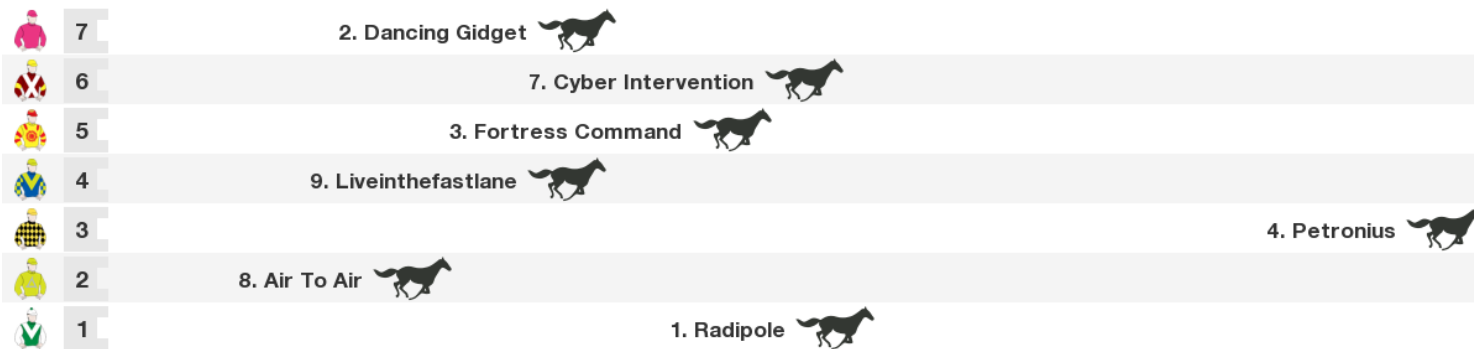 7 2. Dancing Gidget
6 7. Cyber Intervention
5 3. Fortress Command
4 9. Liveinthefastlane
3 4. Petronius
2 8. Air To Air
1 1. Radipole